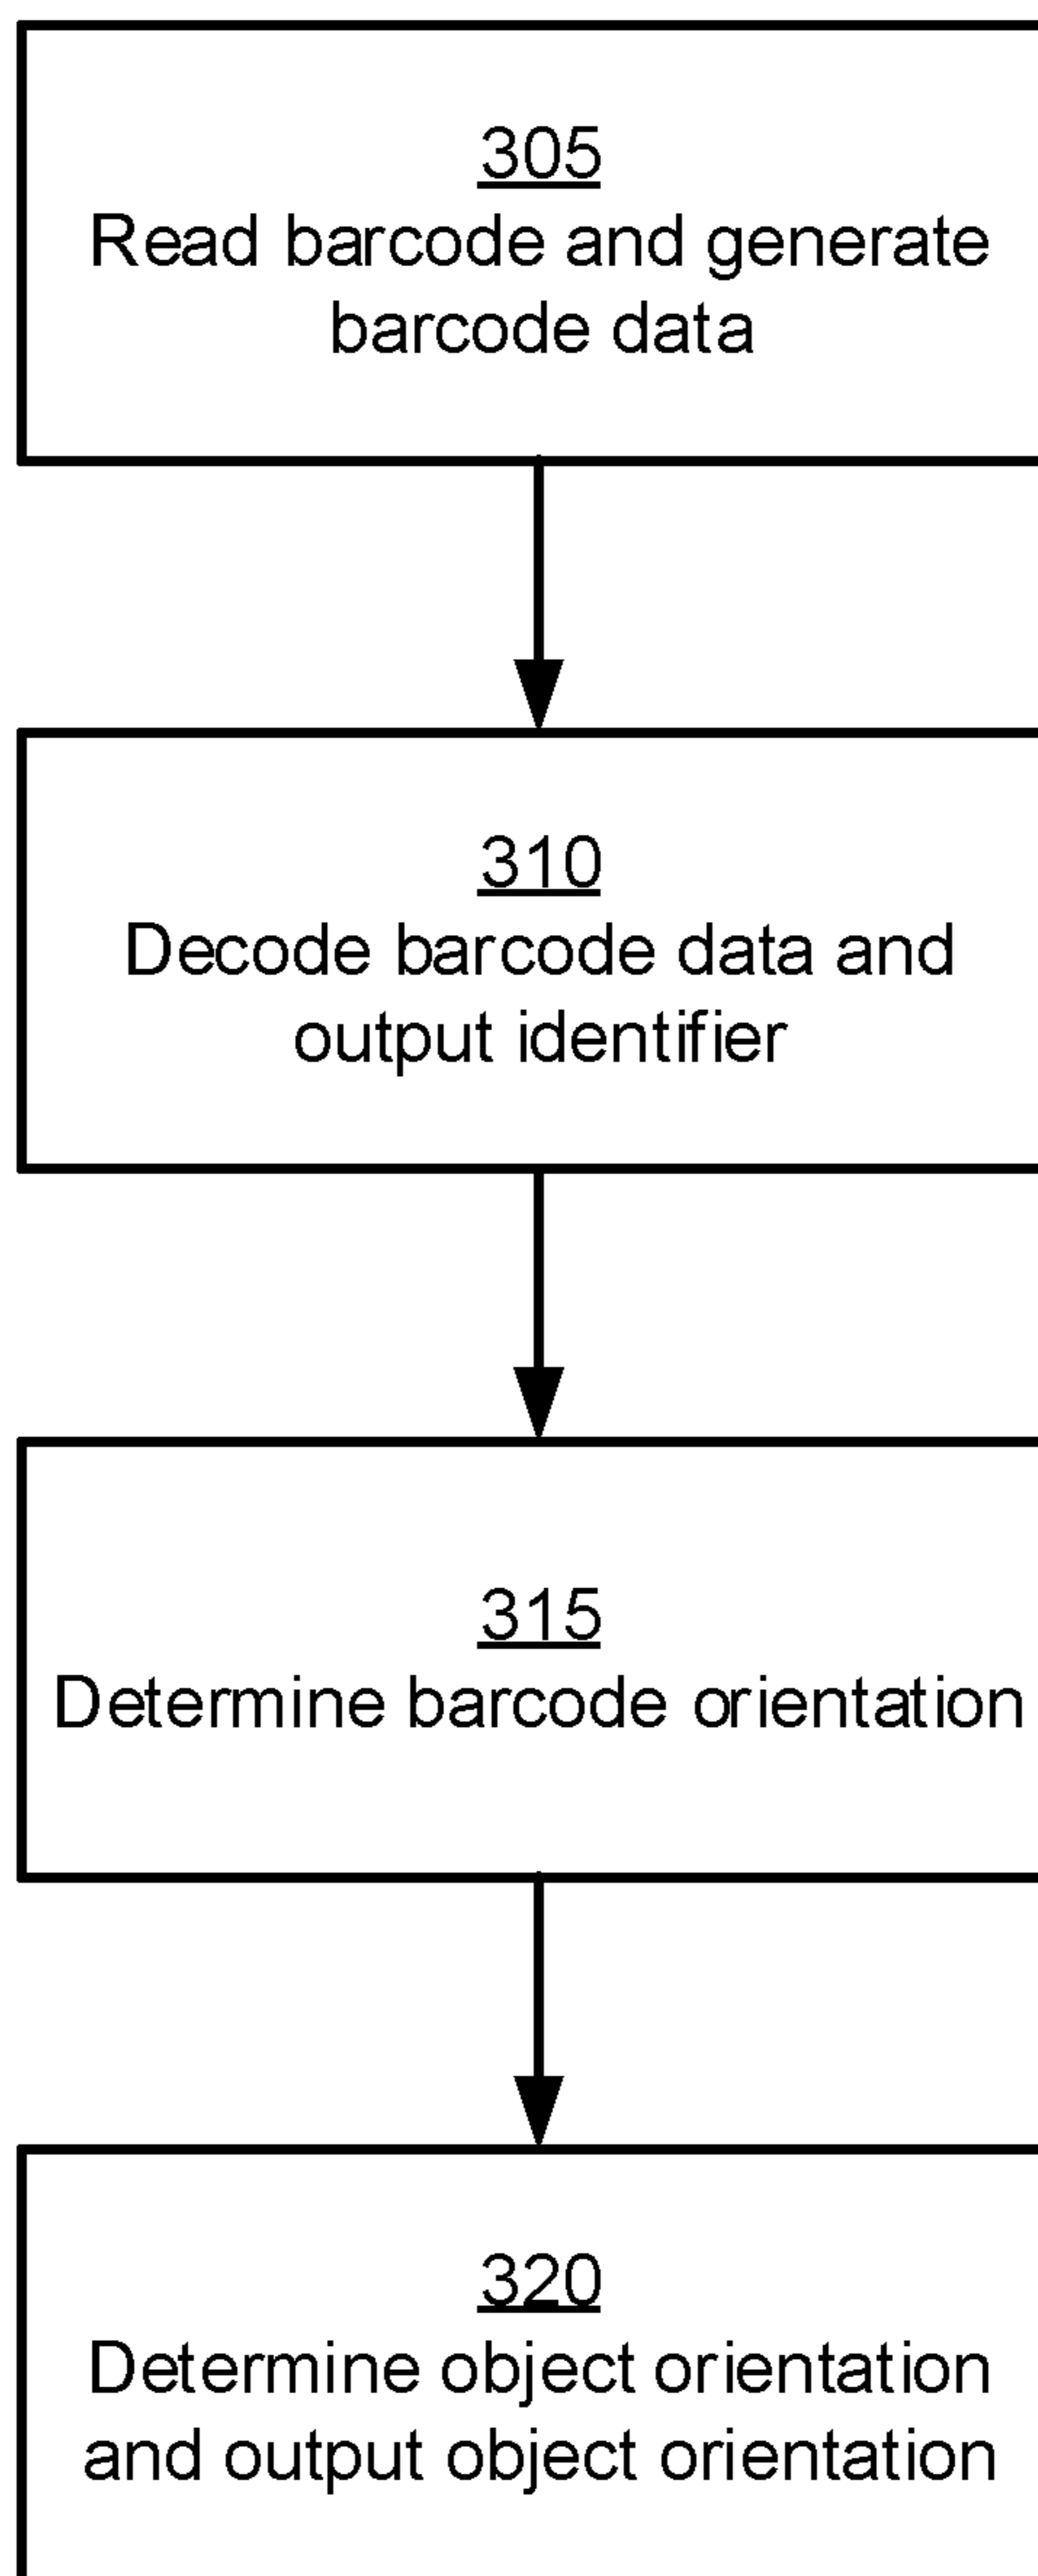 305
Read barcode and generate
barcode data
310
Decode barcode data and
output identifier
315
Determine barcode orientation
320
Determine object orientation
and output object orientation